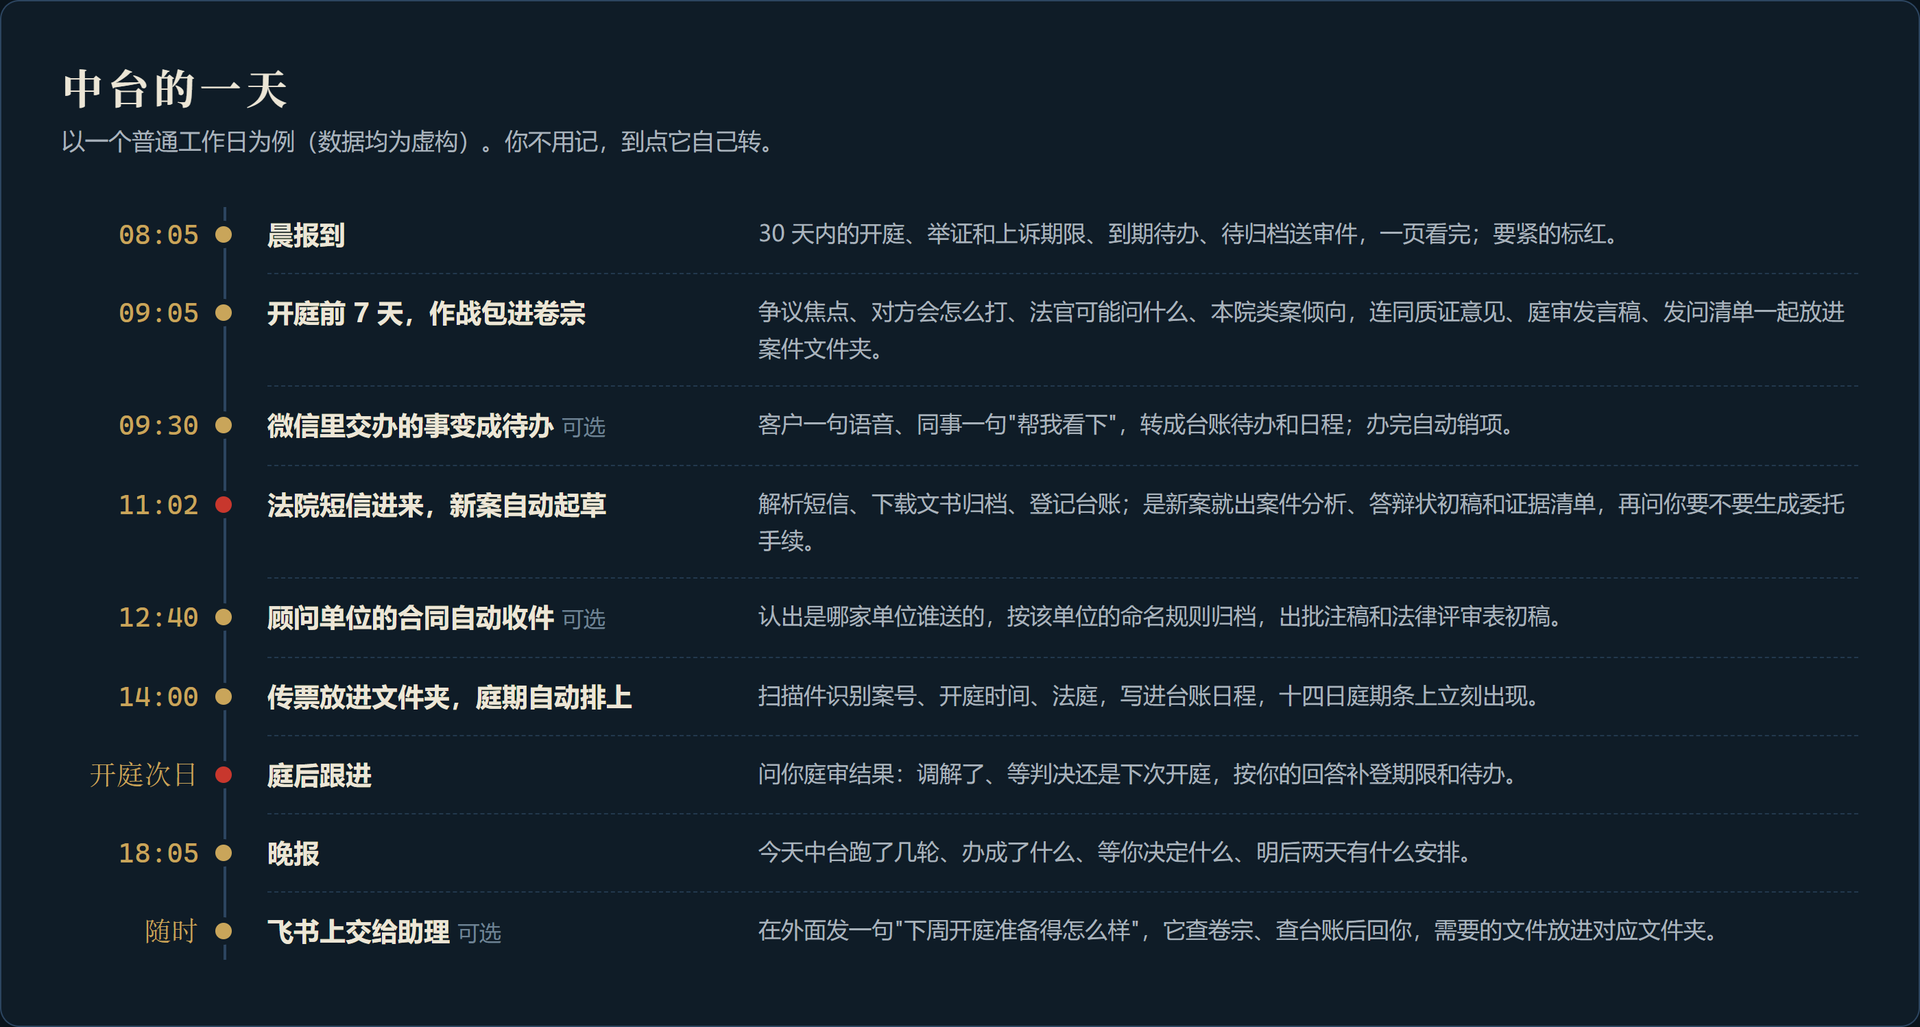 中台的一天
以一个普通工作日为例（数据均为虚构）。你不用记，到点它自己转。
08:05 晨报到 30 天内的开庭、举证和上诉期限、到期待办、待归档送审件，一页看完；要紧的标红。
09:05 开庭前 7 天，作战包进卷宗 争议焦点、对方会怎么打、法官可能问什么、本院类案倾向，连同质证意见、庭审发言稿、发问清单一起放进
案件文件夹。
09:30 微信里交办的事变成待办 可选 客户一句语音、同事一句"帮我看下"，转成台账待办和日程；办完自动销项。
11:02 法院短信进来，新案自动起草 解析短信、下载文书归档、登记台账；是新案就出案件分析、答辩状初稿和证据清单，再问你要不要生成委托
手续。
12:40 顾问单位的合同自动收件 可选 认出是哪家单位谁送的，按该单位的命名规则归档，出批注稿和法律评审表初稿。
14:00 传票放进文件夹，庭期自动排上 扫描件识别案号、开庭时间、法庭，写进台账日程，十四日庭期条上立刻出现。
开庭次日 庭后跟进 问你庭审结果：调解了、等判决还是下次开庭，按你的回答补登期限和待办。
18:05 晚报 今天中台跑了几轮、办成了什么、等你决定什么、明后两天有什么安排。
随时 飞书上交给助理 可选 在外面发一句"下周开庭准备得怎么样"，它查卷宗、查台账后回你，需要的文件放进对应文件夹。